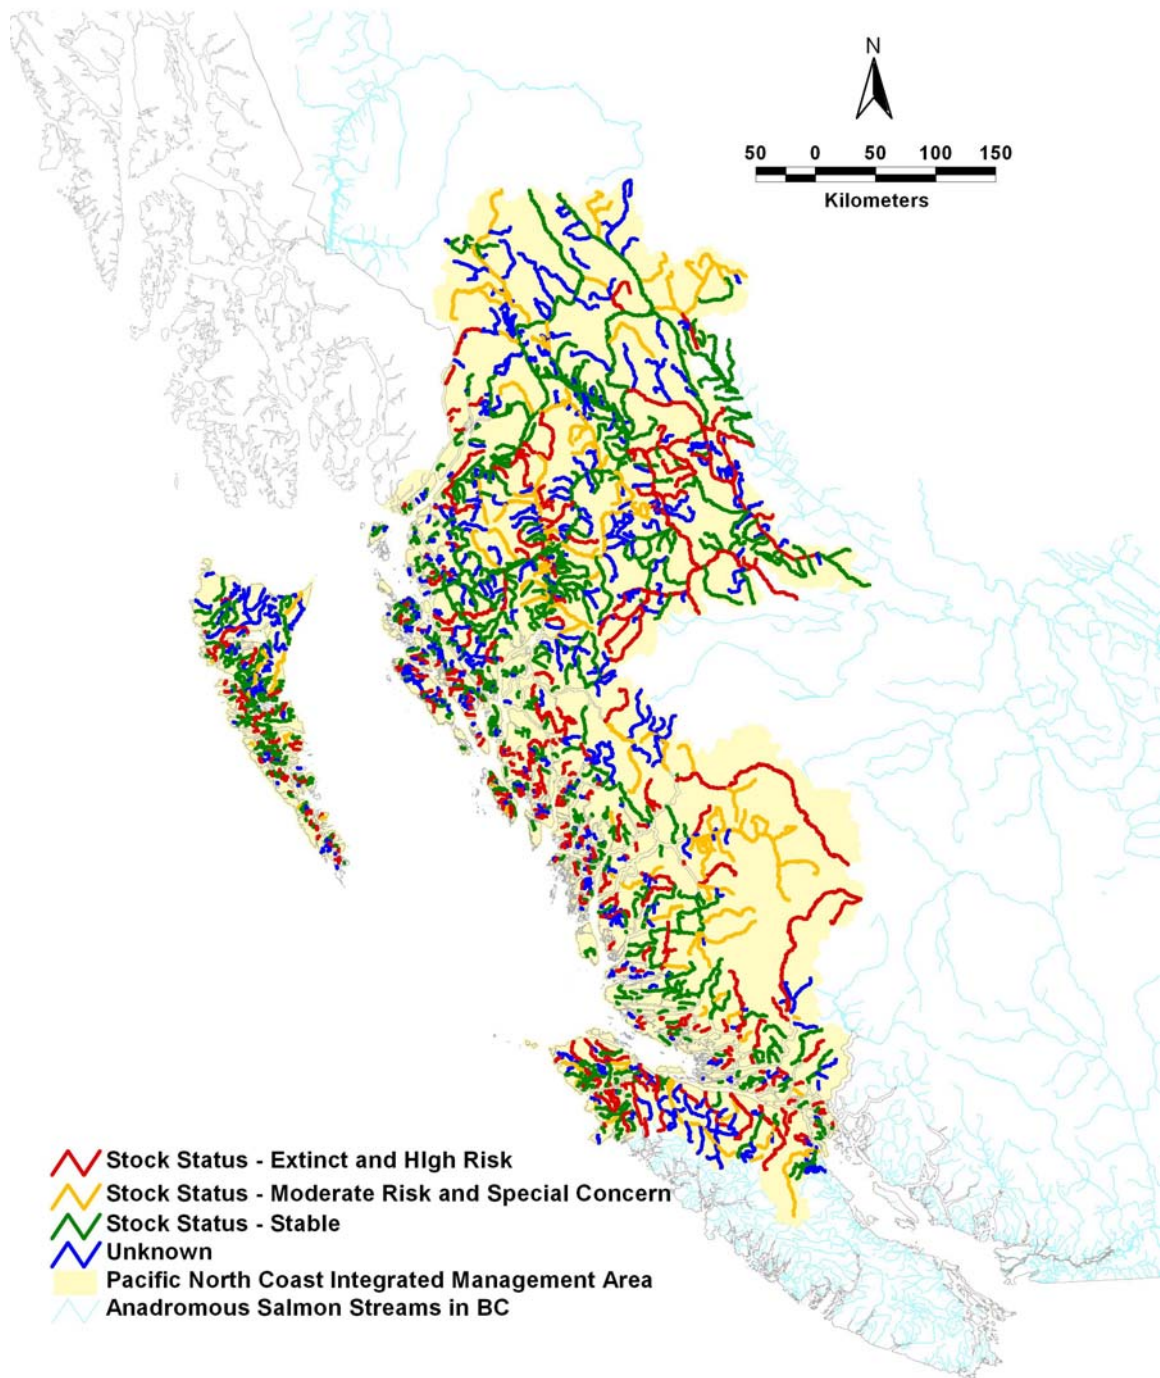 N
50 0 50 100 150
Kilometers
Stock Status - Extinct and HIgh Risk
Stock Status - Moderate Risk and Special Concern
Stock Status - Stable
Unknown
Pacific North Coast Integrated Management Area
Anadromous Salmon Streams in BC